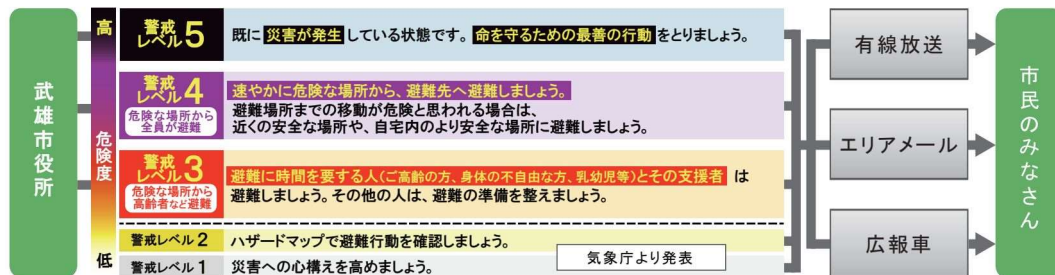 武雄市役所
高
危険度
低
警戒レベル5
既に災害が発生している状態です。命を守るための最善の行動をとりましょう。
警戒レベル4
危険な場所から
全員が避難
速やかに危険な場所から、避難先へ避難しましょう。
避難場所までの移動が危険と思われる場合は、
近くの安全な場所や、自宅内のより安全な場所に避難しましょう。
警戒レベル3
危険な場所から
高齢者など避難
避難に時間を要する人(ご高齢の方、身体の不自由な方、乳幼児等)とその支援者 は
避難しましょう。その他の人は、避難の準備を整えましょう。
警戒レベル2
ハザードマップで避難行動を確認しましょう。
警戒レベル1
災害への心構えを高めましょう。
気象庁より発表
有線放送
エリアメール
広報車
市民のみなさん